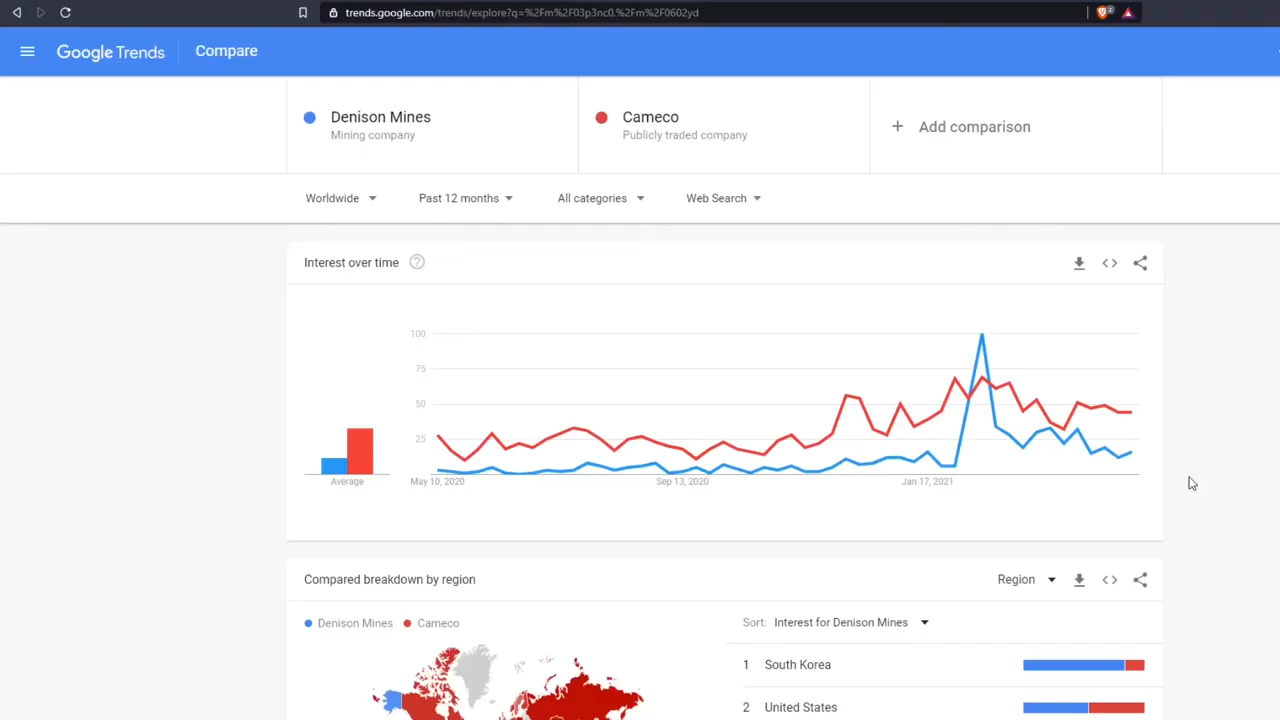 trends.google.com/trends/explore?q=%2Fm%2F03p3nc0,%2Fm%2F0602yd
2
Google Trends
Compare
Denison Mines
Mining company
Cameco
Publicly traded company
+ Add comparison
Worldwide
Past 12 months
All categories
Web Search
Interest over time ?
100
75
50
25
Average
May 10, 2020
Sep 13, 2020
Jan 17, 2021
Compared breakdown by region
Region
Denison Mines
Cameco
Sort: Interest for Denison Mines
1 South Korea
2 United States